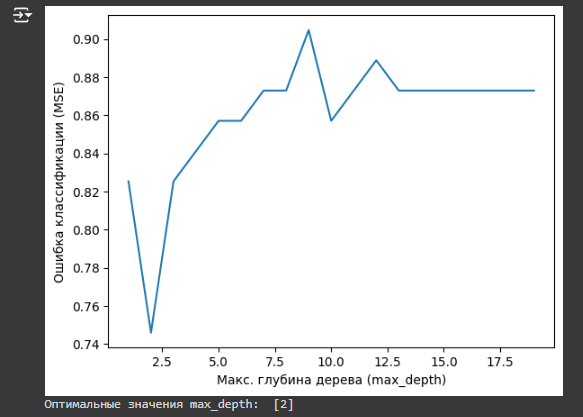 0.90
0.88
0.86
0.84
0.82
0.80
0.78
0.76
0.74
Ошибка классификации (MSE)
2.5 5.0 7.5 10.0 12.5 15.0 17.5
Макс. глубина дерева (max_depth)
Оптимальные значения max_depth:  [2]